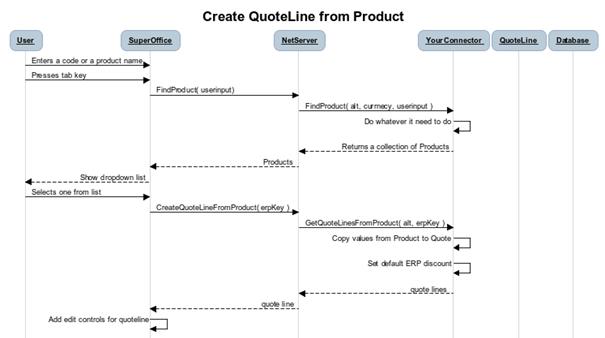 Create QuoteLine from Product
User SuperOffice NetServer YourConnector QuoteLine Database
Enters a code or a product name
Presses tab key
FindProduct( userinput)
FindProduct( alt, currnecy, userinput )
Do whatever it need to do
Returns a collection of Products
Products
Show dropdown list
Selects one from list
CreateQuoteLineFromProduct( erpKey )
GetQuoteLinesFromProduct( alt, erpKey )
Copy values from Product to Quote
Set default ERP discount
quote lines
quote line
Add edit controls for quoteline